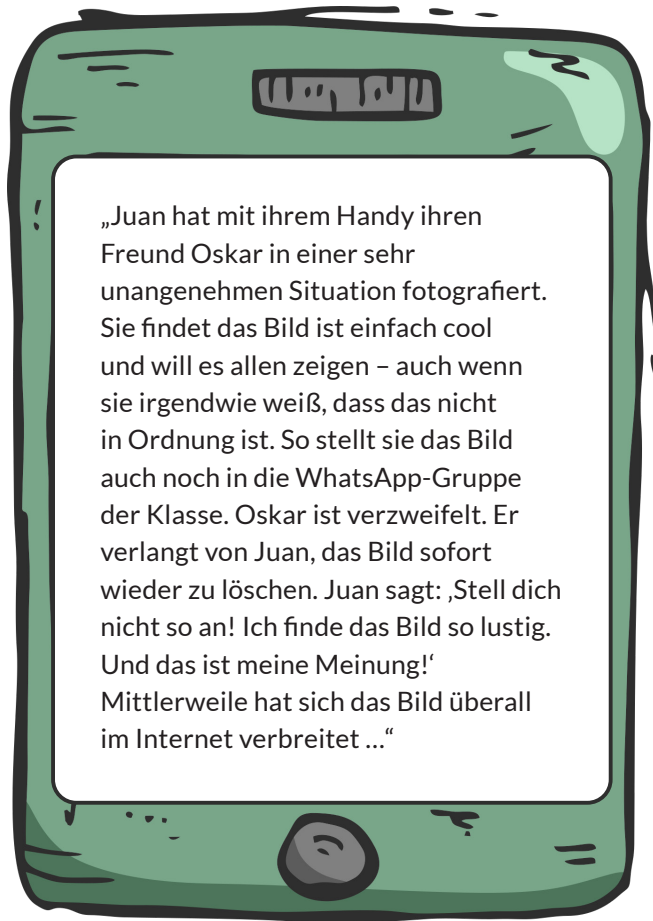 „Juan hat mit ihrem Handy ihren
Freund Oskar in einer sehr
unangenehmen Situation fotografiert.
Sie findet das Bild ist einfach cool
und will es allen zeigen – auch wenn
sie irgendwie weiß, dass das nicht
in Ordnung ist. So stellt sie das Bild
auch noch in die WhatsApp-Gruppe
der Klasse. Oskar ist verzweifelt. Er
verlangt von Juan, das Bild sofort
wieder zu löschen. Juan sagt: ‚Stell dich
nicht so an! Ich finde das Bild so lustig.
Und das ist meine Meinung!‘
Mittlerweile hat sich das Bild überall
im Internet verbreitet ...“